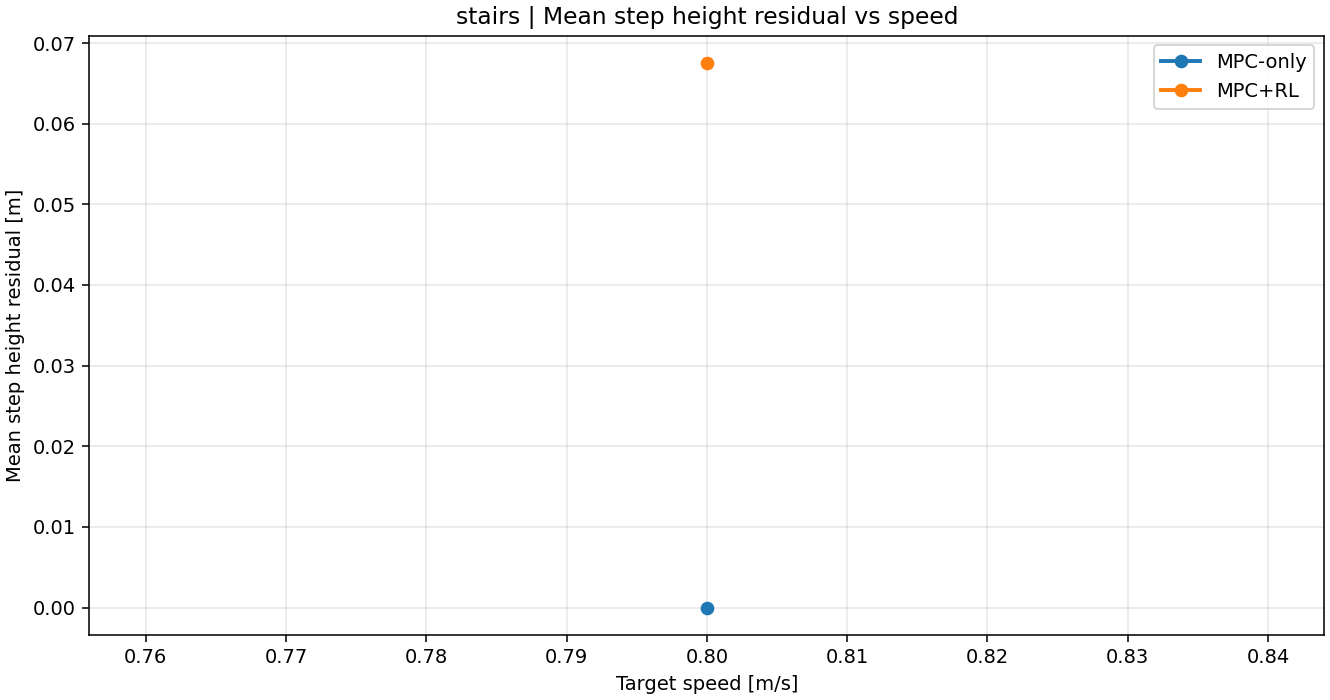 stairs | Mean step height residual vs speed
MPC-only
MPC+RL
Mean step height residual [m]
0.07
0.06
0.05
0.04
0.03
0.02
0.01
0.00
0.76 0.77 0.78 0.79 0.80 0.81 0.82 0.83 0.84
Target speed [m/s]